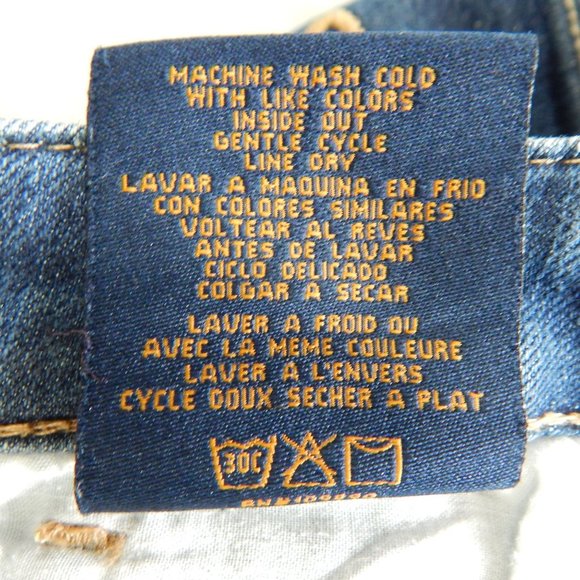 MACHINE WASH COLD
WITH LIKE COLORS
INSIDE OUT
GENTLE CYCLE
LINE DRY
LAVAR A MAQUINA EN FRIO
CON COLORES SIMILARES
VOLTEAR AL REVES
ANTES DE LAVAR
CICLO DELICADO
COLGAR A SECAR
LAVER A FROID OU
AVEC LA MEME COULEURE
LAVER A L'ENVERS
CYCLE DOUX SECHER A PLAT
30C